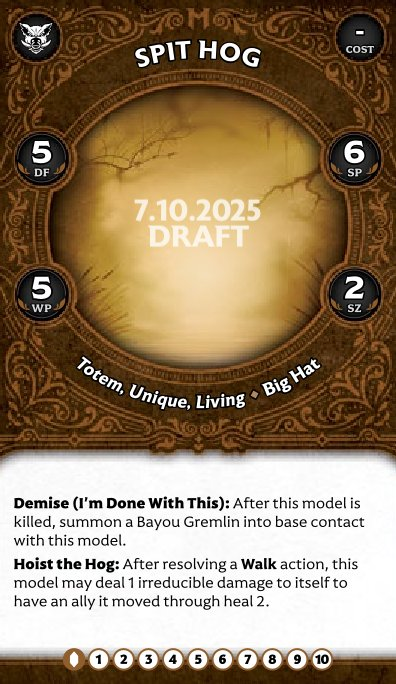 SPIT HOG
-
COST
5
DF
6
SP
7.10.2025
DRAFT
5
WP
2
SZ
Totem, Unique, Living ◆ Big Hat
Demise (I'm Done With This): After this model is
killed, summon a Bayou Gremlin into base contact
with this model.
Hoist the Hog: After resolving a Walk action, this
model may deal 1 irreducible damage to itself to
have an ally it moved through heal 2.
1 2 3 4 5 6 7 8 9 10